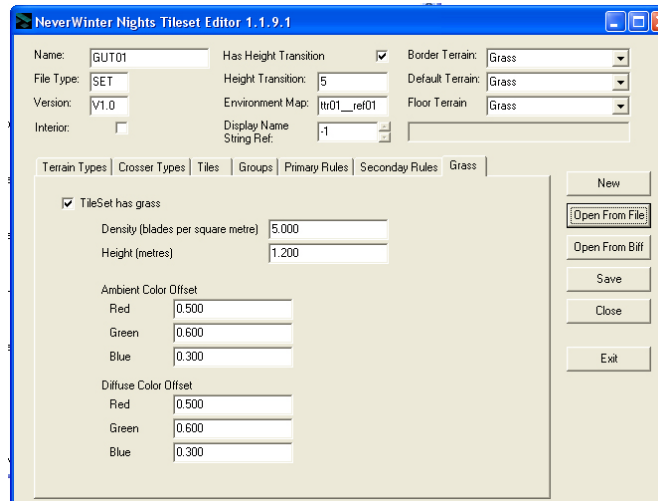 NeverWinter Nights Tileset Editor 1.1.9.1
Name: GUT01 Has Height Transition Border Terrain: Grass
File Type: SET Height Transition: 5 Default Terrain: Grass
Version: V1.0 Environment Map: ttr01__ref01 Floor Terrain Grass
Interior: Display Name String Ref: -1
Terrain Types Crosser Types Tiles Groups Primary Rules Seconday Rules Grass
TileSet has grass
Density (blades per square metre) 5.000
Height (metres) 1.200
Ambient Color Offset
Red 0.500
Green 0.600
Blue 0.300
Diffuse Color Offset
Red 0.500
Green 0.600
Blue 0.300
New
Open From File
Open From Biff
Save
Close
Exit